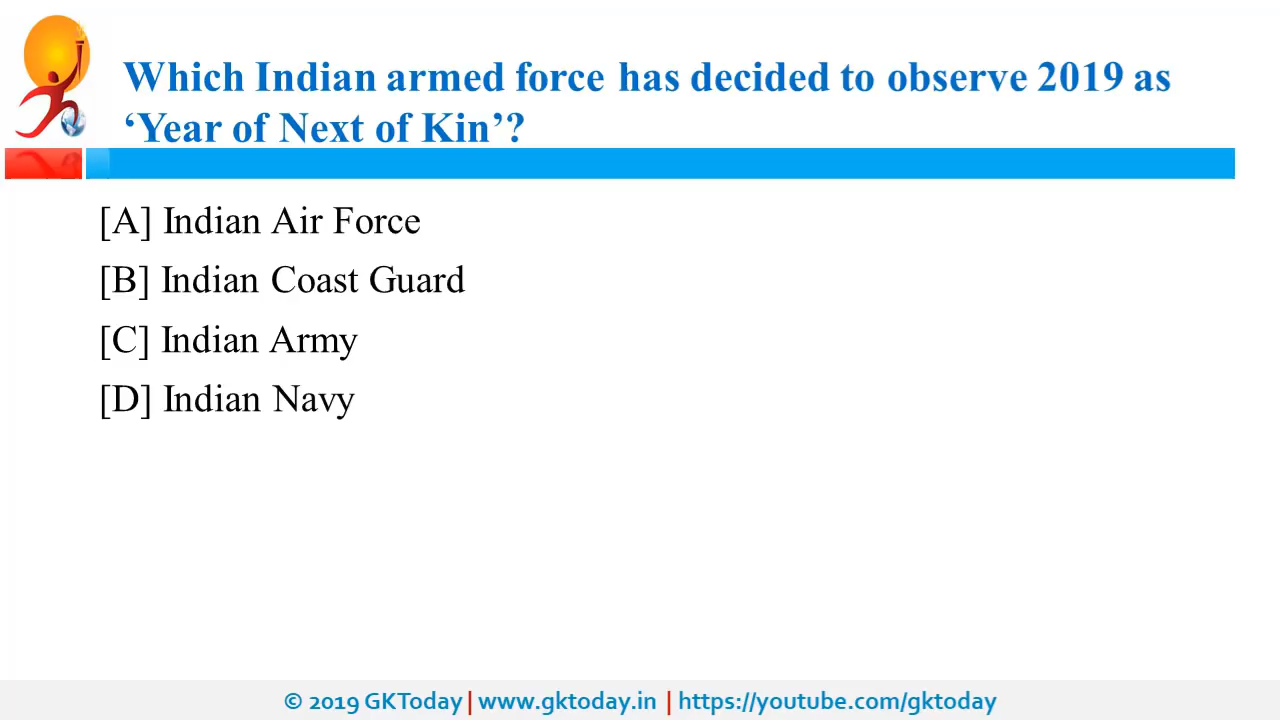 Which Indian armed force has decided to observe 2019 as
‘Year of Next of Kin’?
[A] Indian Air Force
[B] Indian Coast Guard
[C] Indian Army
[D] Indian Navy
© 2019 GKToday | www.gktoday.in | https://youtube.com/gktoday